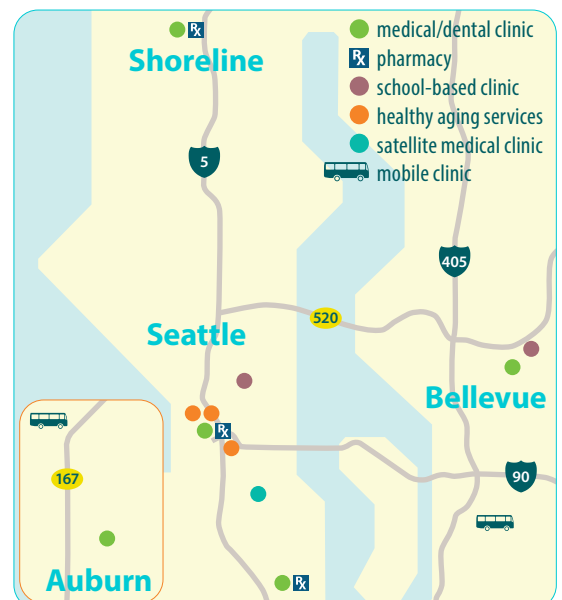 ℞
Shoreline
medical/dental clinic
℞ pharmacy
school-based clinic
healthy aging services
satellite medical clinic
mobile clinic
5
405
520
Seattle
Bellevue
℞
167
90
Auburn
℞